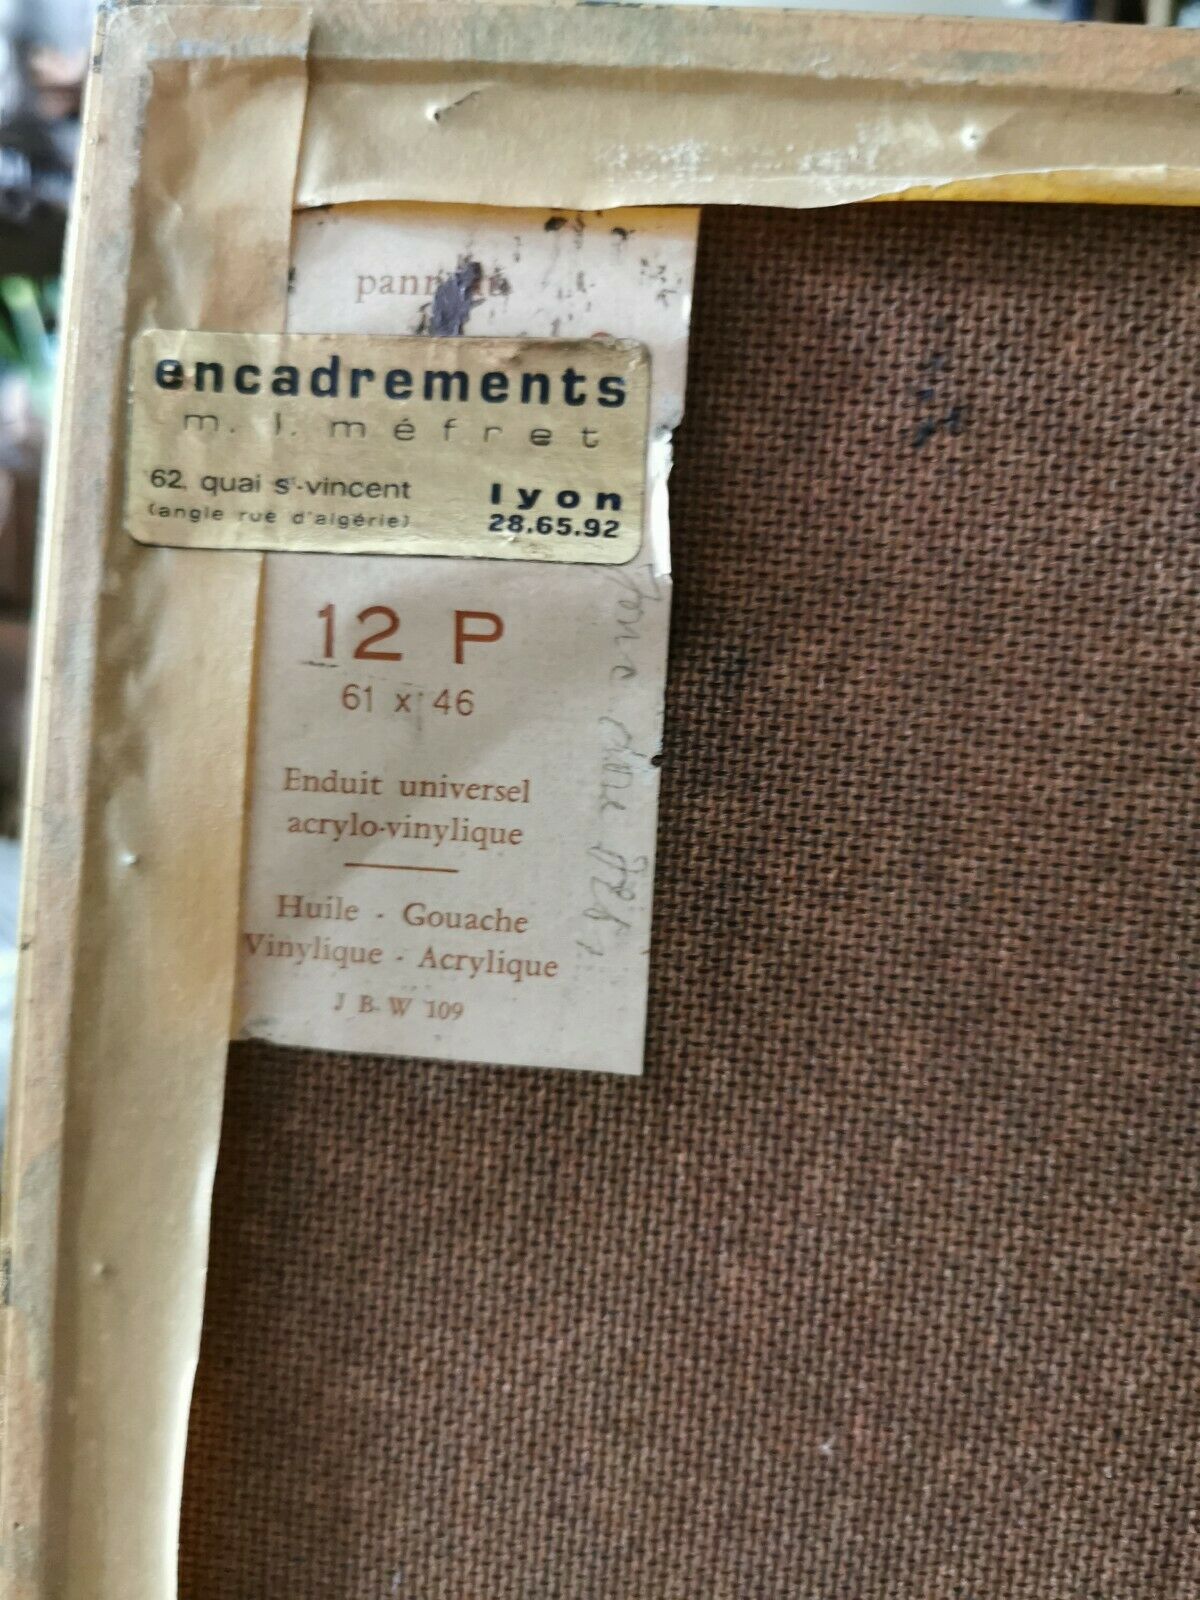 encadrements
m. l. méfret
62, quai St-vincent
(angle rue d'algérie)
lyon
28.65.92
12 P
61 x 46
Enduit universel
acrylo-vinylique
Huile - Gouache
Vinylique - Acrylique
J B W 109